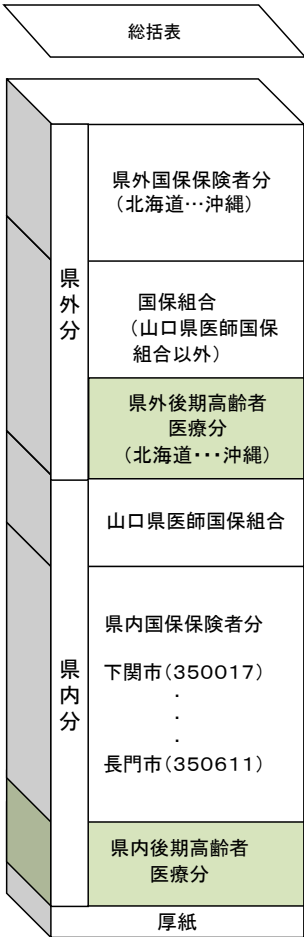 総括表
県外分
県外国保保険者分
（北海道…沖縄）
国保組合
（山口県医師国保
組合以外）
県外後期高齢者
医療分
（北海道･･･沖縄）
県内分
山口県医師国保組合
県内国保保険者分
下関市（350017）
・
・
・
長門市（350611）
県内後期高齢者
医療分
厚紙